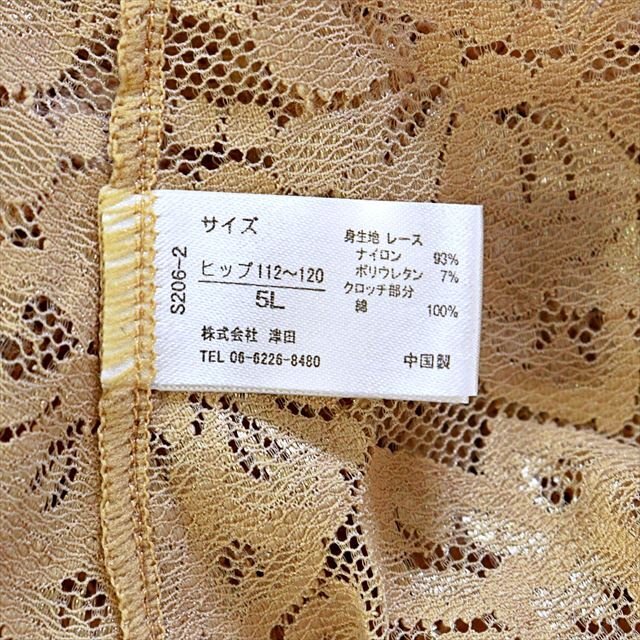 S206-2
サイズ
ヒップ112〜120
5L
株式会社 津田
TEL 06-6226-8480
身生地 レース
ナイロン 93%
ポリウレタン 7%
クロッチ部分
綿 100%
中国製